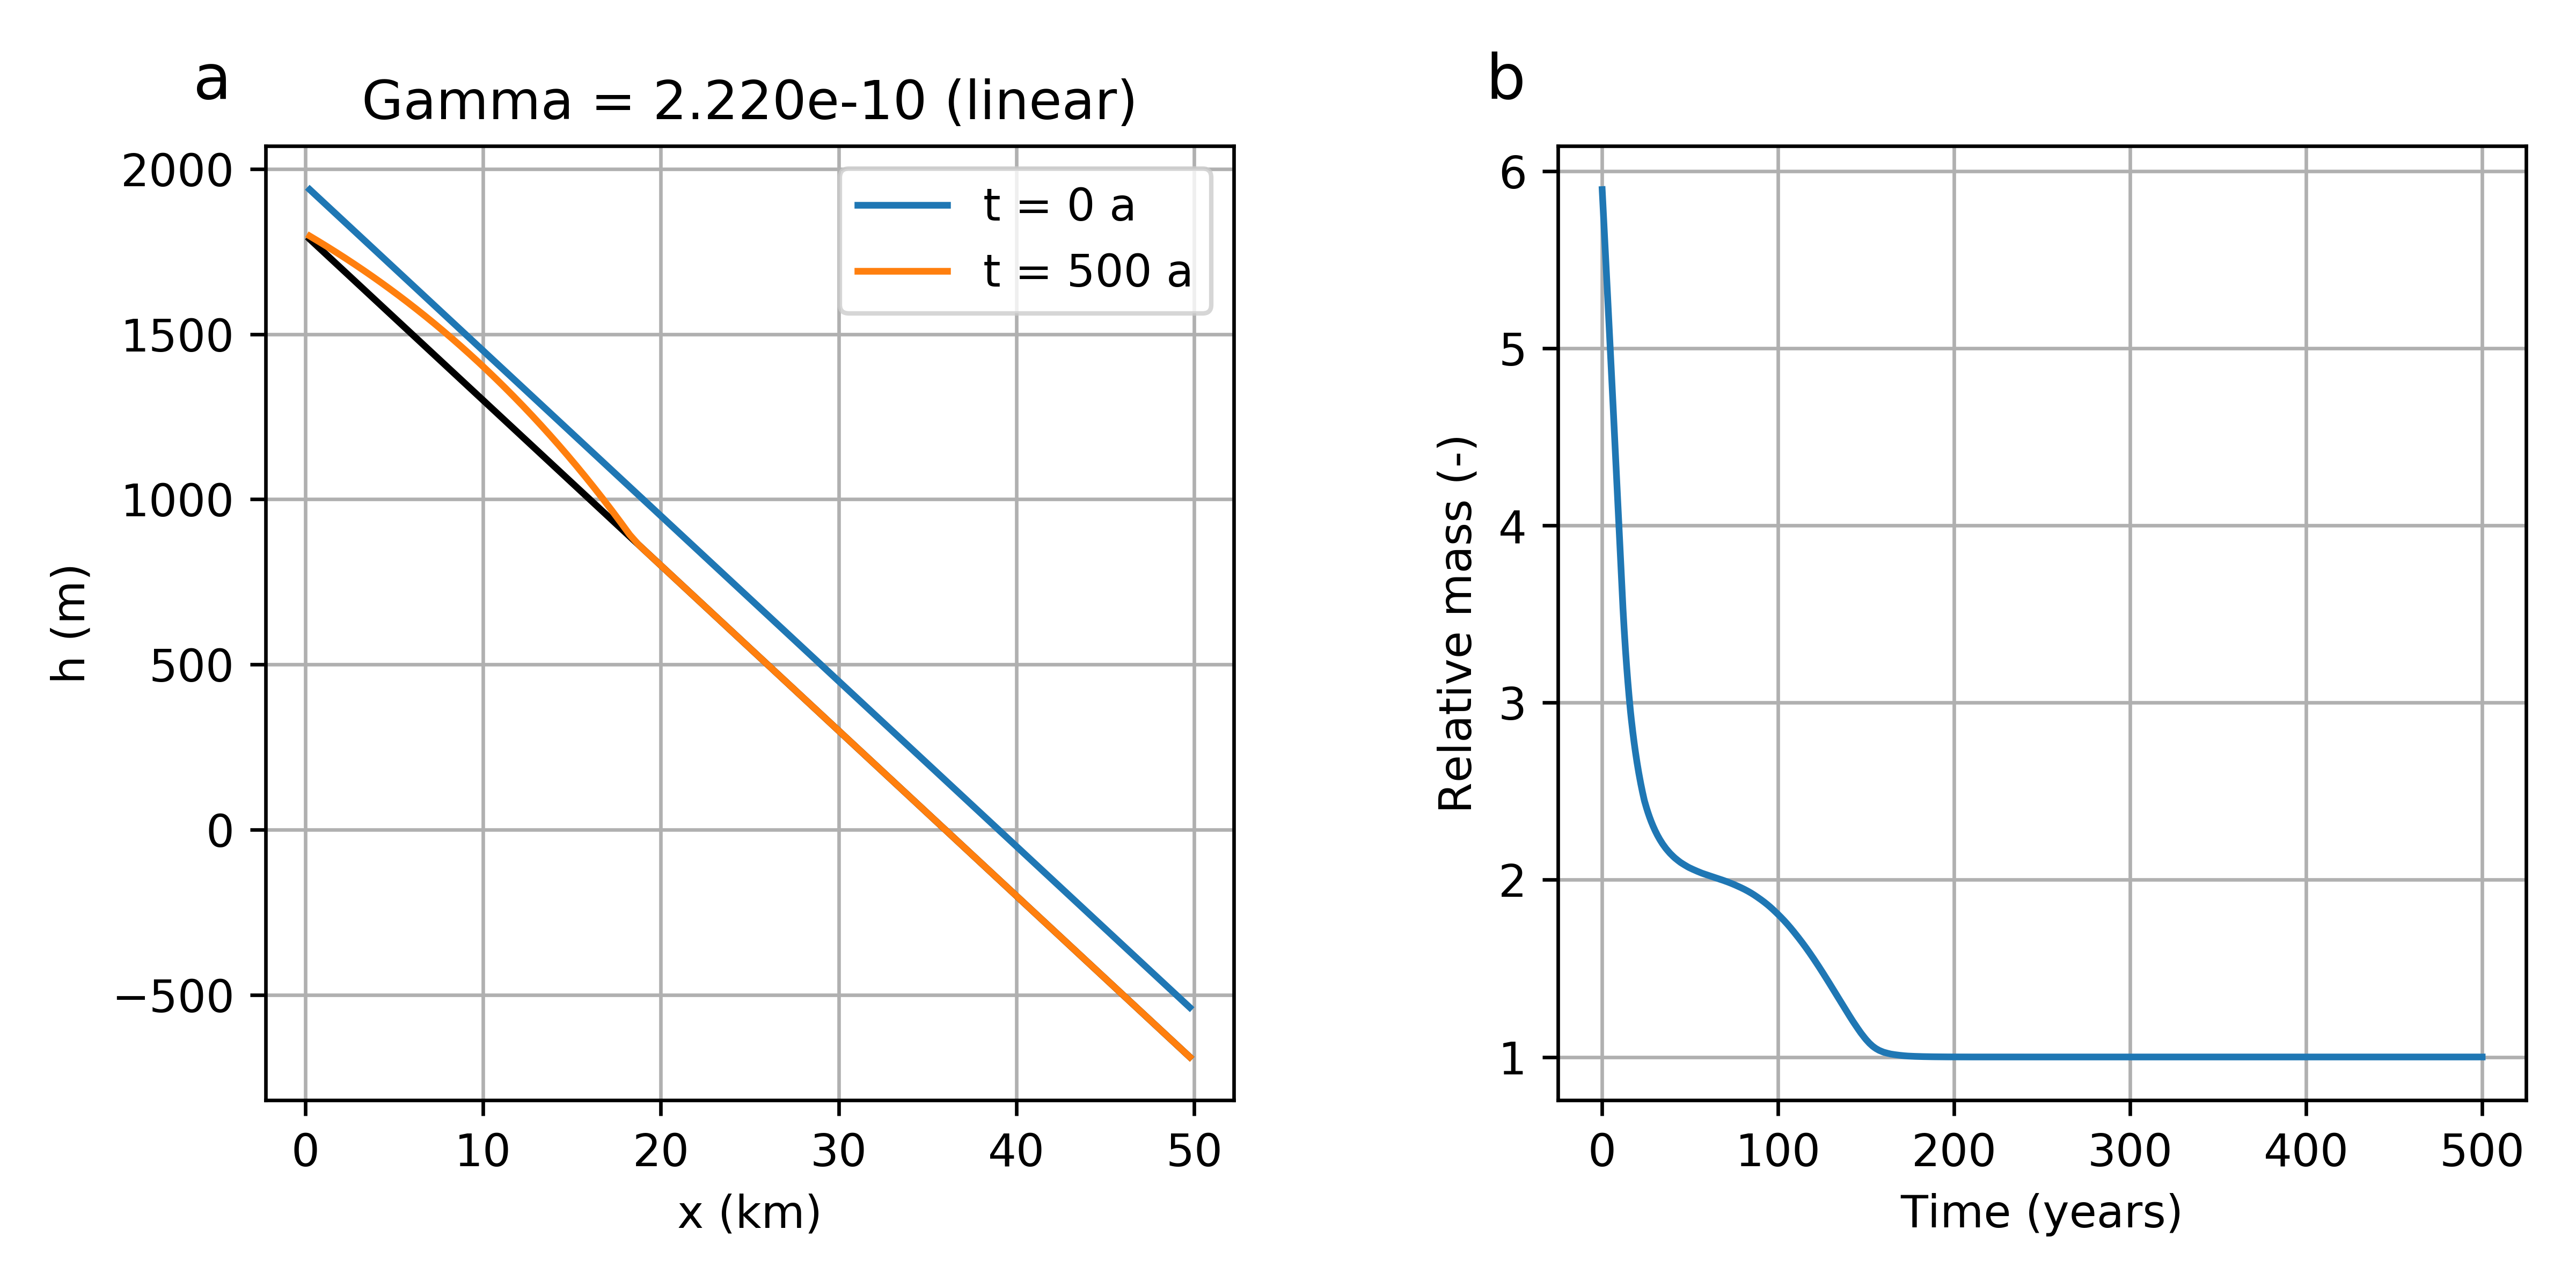 a
Gamma = 2.220e-10 (linear)
2000
1500
1000
500
0
−500
h (m)
t = 0 a
t = 500 a
0 10 20 30 40 50
x (km)
b
6
5
4
3
2
1
Relative mass (-)
0 100 200 300 400 500
Time (years)